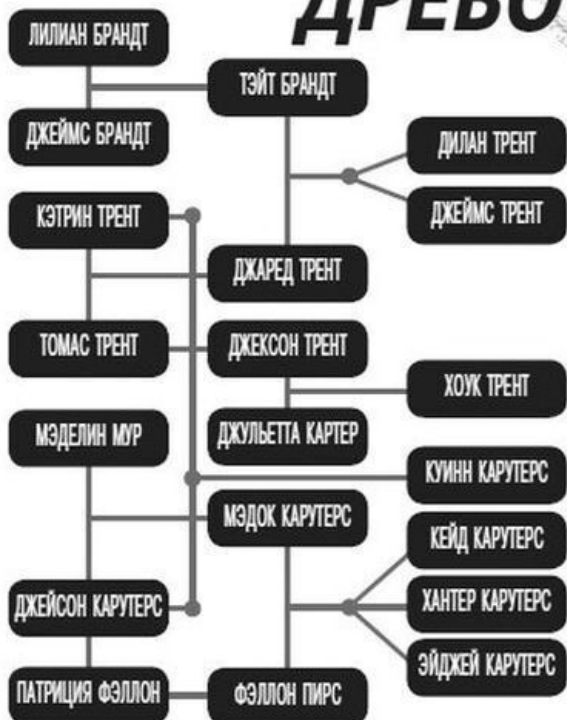 ДРЕВО
ЛИЛИАН БРАНДТ
ТЭЙТ БРАНДТ
ДЖЕЙМС БРАНДТ
ДИЛАН ТРЕНТ
ДЖЕЙМС ТРЕНТ
КЭТРИН ТРЕНТ
ДЖАРЕД ТРЕНТ
ТОМАС ТРЕНТ
ДЖЕКСОН ТРЕНТ
ХОУК ТРЕНТ
МЭДЕЛИН МУР
ДЖУЛЬЕТТА КАРТЕР
КУИНН КАРУТЕРС
МЭДОК КАРУТЕРС
КЕЙД КАРУТЕРС
ДЖЕЙСОН КАРУТЕРС
ХАНТЕР КАРУТЕРС
ЭЙДЖЕЙ КАРУТЕРС
ПАТРИЦИЯ ФЭЛЛОН
ФЭЛЛОН ПИРС